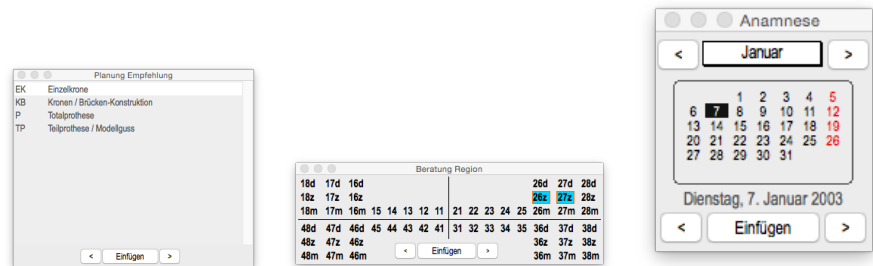 Planung Empfehlung
EK Einzelkrone
KB Kronen / Brücken-Konstruktion
P Totalprothese
TP Teilprothese / Modellguss
< Einfügen >
Beratung Region
18d 17d 16d 26d 27d 28d
18z 17z 16z 26z 27z 28z
18m 17m 16m 15 14 13 12 11 21 22 23 24 25 26m 27m 28m
48d 47d 46d 45 44 43 42 41 31 32 33 34 35 36d 37d 38d
48z 47z 46z 36z 37z 38z
48m 47m 46m < Einfügen > 36m 37m 38m
Anamnese
< Januar >
1 2 3 4 5
6 7 8 9 10 11 12
13 14 15 16 17 18 19
20 21 22 23 24 25 26
27 28 29 30 31
Dienstag, 7. Januar 2003
< Einfügen >